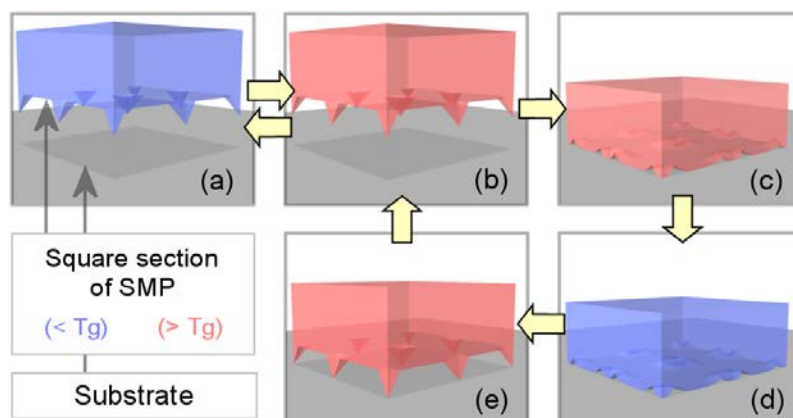 (a)
(b)
(c)
Square section
of SMP
(< Tg) (> Tg)
Substrate
(e)
(d)